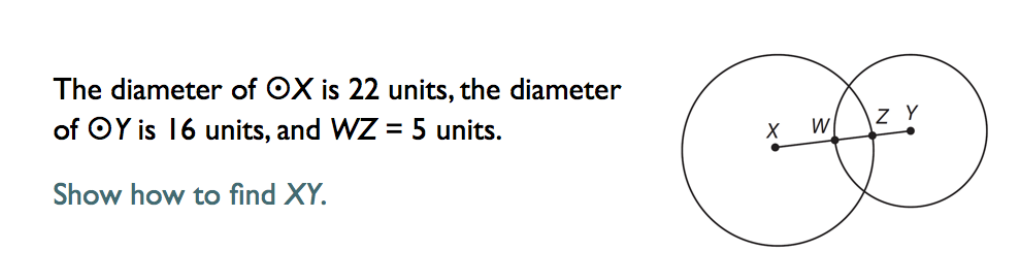 The diameter of ⊙X is 22 units, the diameter
of ⊙Y is 16 units, and WZ = 5 units.
Show how to find XY.
X W Z Y